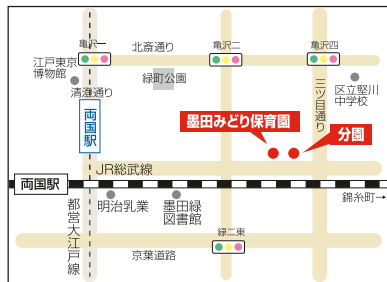 亀沢一
北斎通り
亀沢二
亀沢四
江戸東京
博物館
緑町公園
清澄通り
三ツ目通り
区立竪川
中学校
両国駅
墨田みどり保育園
分園
JR総武線
両国駅
錦糸町→
都営大江戸線
明治乳業
墨田緑
図書館
緑二東
京葉道路